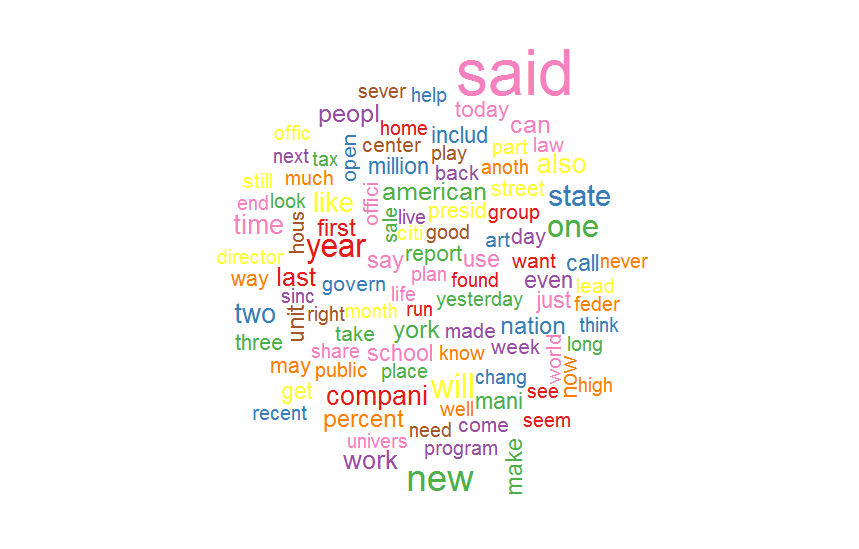 said
sever
help
peopl
today
can
home
includ
offic
open
center
play
part
law
next
tax
million
back
anoth
also
still
much
american
street
state
end
look
like
offici
sale
live
presid
group
one
time
hous
first
citi
good
art
day
director
year
say
report
use
want
call
never
way
last
govern
plan
found
even
lead
sinc
life
yesterday
just
feder
two
unit
right
month
run
york
made
nation
think
three
take
week
long
share
school
know
world
may
public
place
chang
now
high
get
compani
will
mani
see
recent
percent
well
need
come
seem
univers
program
work
make
new